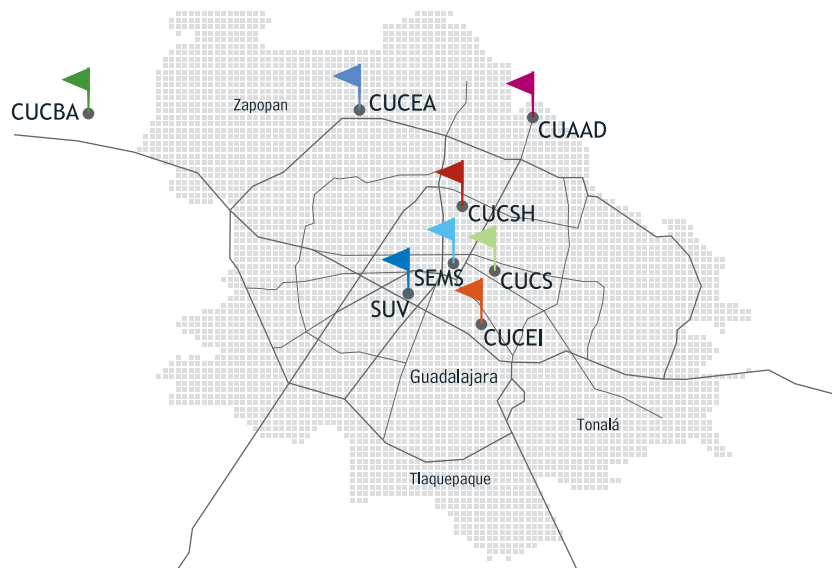 Zapopan
CUCEA
CUCBA
CUAAD
CUCSH
SEMS
CUCS
SUV
CUCEI
Guadalajara
Tonalá
Tlaquepaque